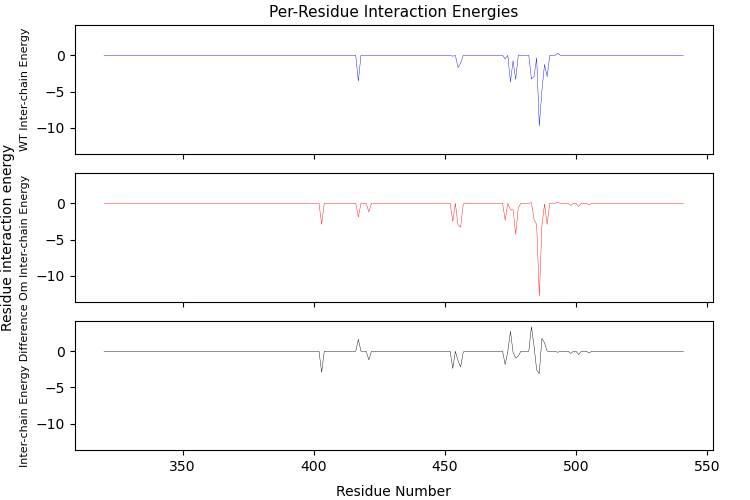 Per-Residue Interaction Energies
Residue interaction energy
WT Inter-chain Energy
0
−5
−10
Om Inter-chain Energy
0
−5
−10
Inter-chain Energy Difference
0
−5
−10
350
400
450
500
550
Residue Number